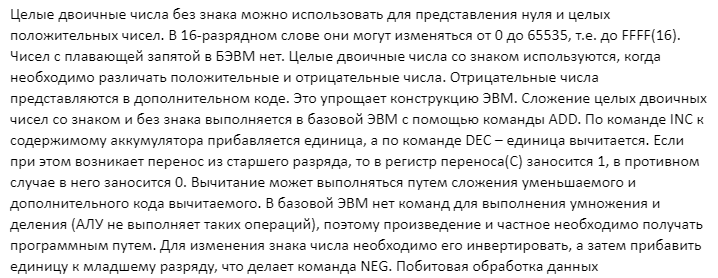 Целые двоичные числа без знака можно использовать для представления нуля и целых
положительных чисел. В 16-разрядном слове они могут изменяться от 0 до 65535, т.е. до FFFF(16).
Чисел с плавающей запятой в БЭВМ нет. Целые двоичные числа со знаком используются, когда
необходимо различать положительные и отрицательные числа. Отрицательные числа
представляются в дополнительном коде. Это упрощает конструкцию ЭВМ. Сложение целых двоичных
чисел со знаком и без знака выполняется в базовой ЭВМ с помощью команды ADD. По команде INC к
содержимому аккумулятора прибавляется единица, а по команде DEC – единица вычитается. Если
при этом возникает перенос из старшего разряда, то в регистр переноса(С) заносится 1, в противном
случае в него заносится 0. Вычитание может выполняться путем сложения уменьшаемого и
дополнительного кода вычитаемого. В базовой ЭВМ нет команд для выполнения умножения и
деления (АЛУ не выполняет таких операций), поэтому произведение и частное необходимо получать
программным путем. Для изменения знака числа необходимо его инвертировать, а затем прибавить
единицу к младшему разряду, что делает команда NEG. Побитовая обработка данных